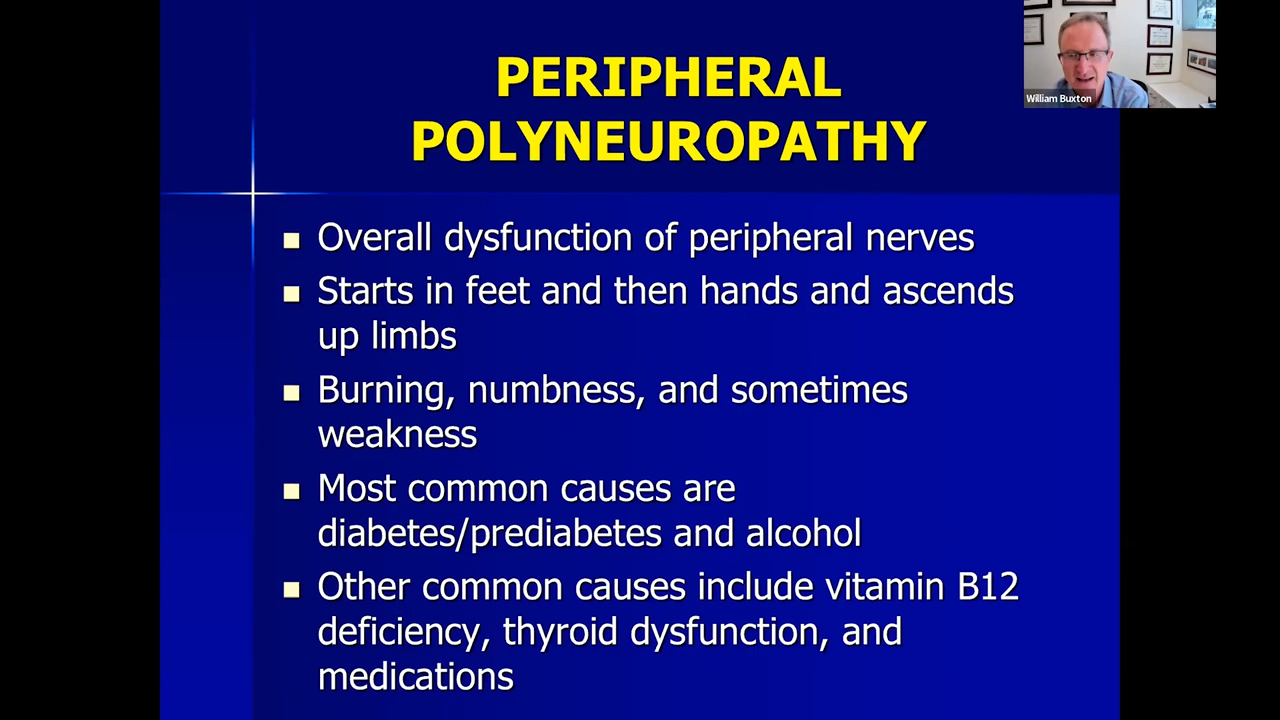 PERIPHERAL
POLYNEUROPATHY
William Buxton
Overall dysfunction of peripheral nerves
Starts in feet and then hands and ascends
up limbs
Burning, numbness, and sometimes
weakness
Most common causes are
diabetes/prediabetes and alcohol
Other common causes include vitamin B12
deficiency, thyroid dysfunction, and
medications